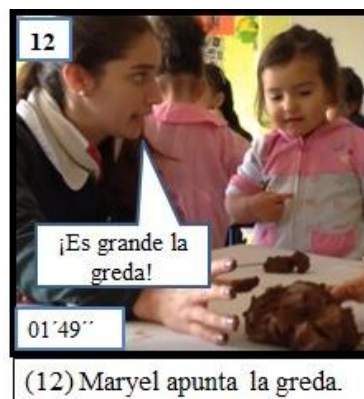 12
¡Es grande la
greda!
01´49´´
(12) Maryel apunta la greda.